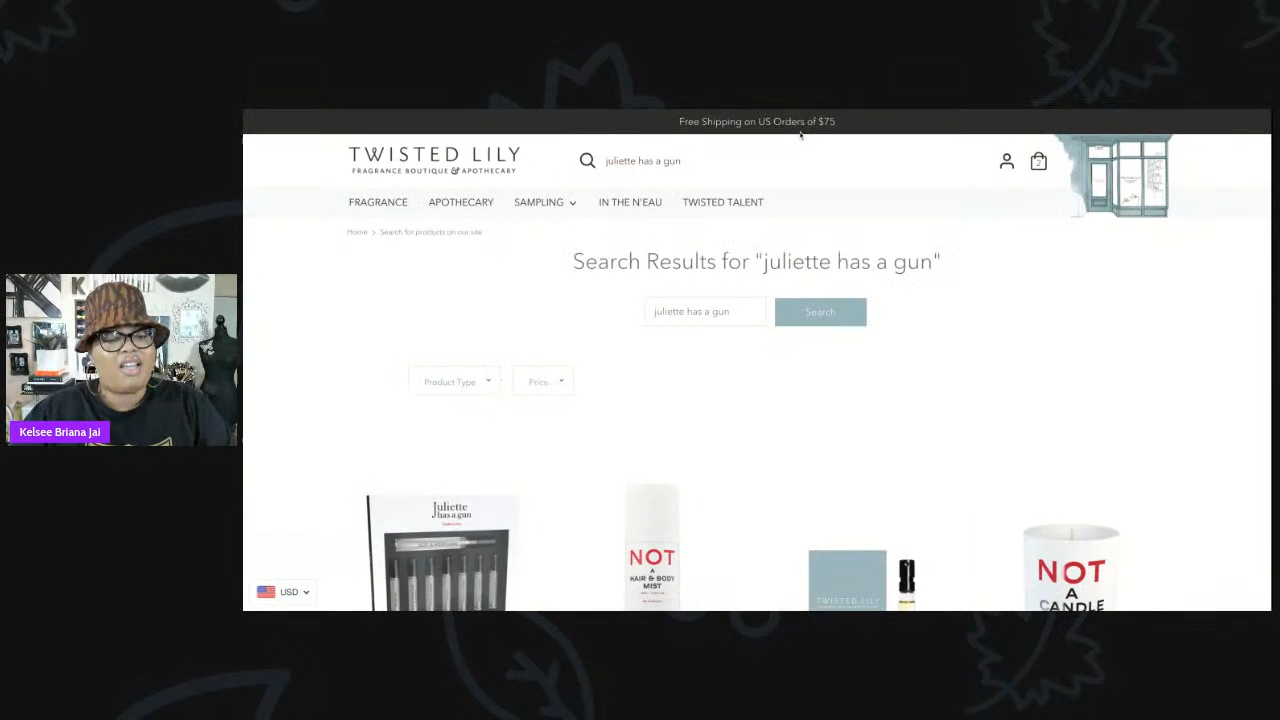 Free Shipping on US Orders of $75
TWISTED LILY
FRAGRANCE BOUTIQUE & APOTHECARY
juliette has a gun
2
FRAGRANCE APOTHECARY SAMPLING IN THE N'EAU TWISTED TALENT
Home > Search for products on our site
Search Results for "juliette has a gun"
juliette has a gun Search
Product Type Price
Juliette
has a gun
NOT
A
HAIR & BODY
MIST
TWISTED LILY
NOT
A
CANDLE
USD
K
Kelsee Briana Jai